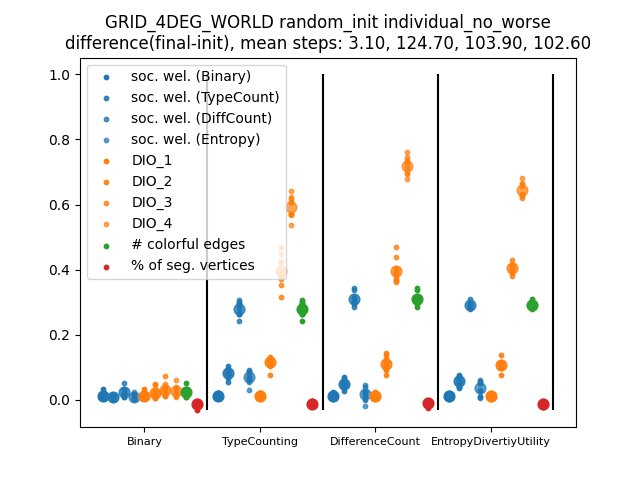 GRID_4DEG_WORLD random_init individual_no_worse
difference(final-init), mean steps: 3.10, 124.70, 103.90, 102.60
1.0
0.8
0.6
0.4
0.2
0.0
soc. wel. (Binary)
soc. wel. (TypeCount)
soc. wel. (DiffCount)
soc. wel. (Entropy)
DIO_1
DIO_2
DIO_3
DIO_4
# colorful edges
% of seg. vertices
Binary
TypeCounting
DifferenceCount
EntropyDivertiyUtility